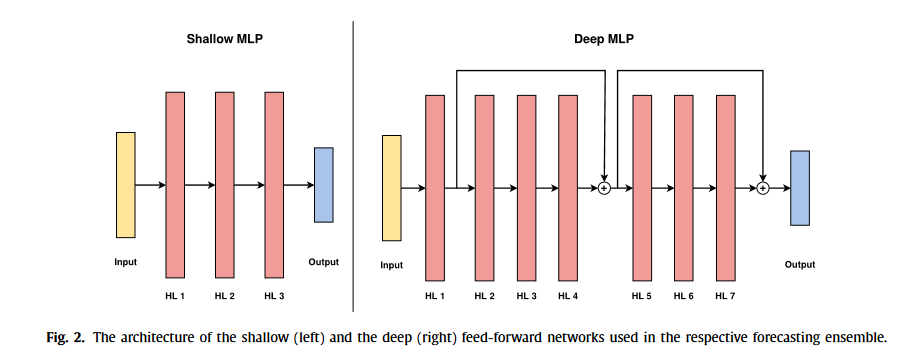 Shallow MLP
Deep MLP
Input
Output
HL 1
HL 2
HL 3
Input
Output
HL 1
HL 2
HL 3
HL 4
HL 5
HL 6
HL 7
+
+
Fig. 2. The architecture of the shallow (left) and the deep (right) feed-forward networks used in the respective forecasting ensemble.